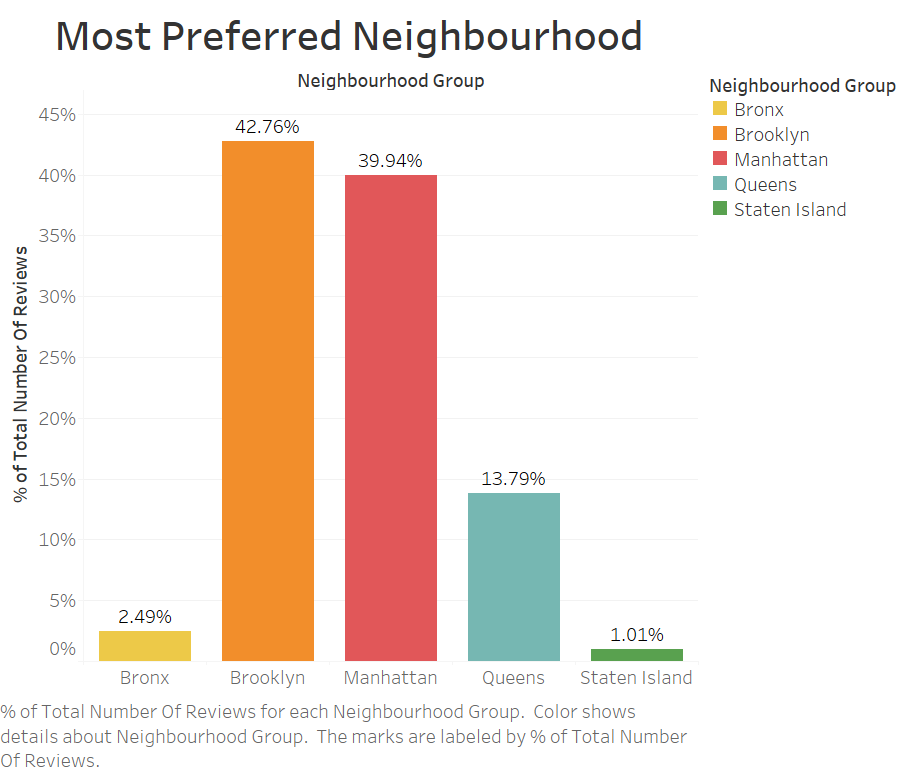 Most Preferred Neighbourhood
Neighbourhood Group
% of Total Number Of Reviews
45%
40%
35%
30%
25%
20%
15%
10%
5%
0%
2.49%
42.76%
39.94%
13.79%
1.01%
Bronx
Brooklyn
Manhattan
Queens
Staten Island
Neighbourhood Group
Bronx
Brooklyn
Manhattan
Queens
Staten Island
% of Total Number Of Reviews for each Neighbourhood Group.  Color shows
details about Neighbourhood Group.  The marks are labeled by % of Total Number
Of Reviews.